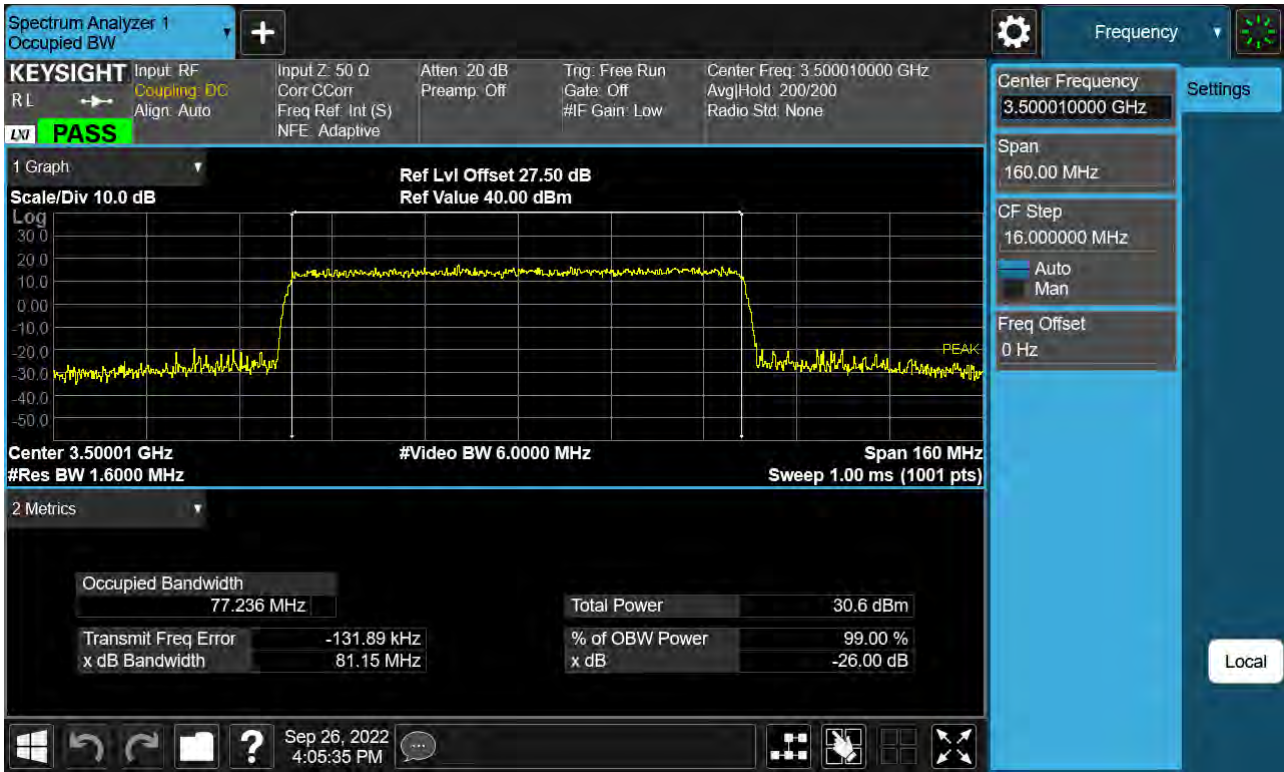 Spectrum Analyzer 1
Occupied BW
+
Frequency
KEYSIGHT
RL
LXI PASS
Input: RF
Coupling: DC
Align: Auto
Input Z: 50 Ω
Corr CCorr
Freq Ref: Int (S)
NFE: Adaptive
Atten: 20 dB
Preamp: Off
Trig: Free Run
Gate: Off
#IF Gain: Low
Center Freq: 3.500010000 GHz
Avg|Hold: 200/200
Radio Std: None
Center Frequency
3.500010000 GHz
Settings
Span
160.00 MHz
CF Step
16.000000 MHz
Auto
Man
Freq Offset
0 Hz
Local
1 Graph
Ref Lvl Offset 27.50 dB
Scale/Div 10.0 dB
Ref Value 40.00 dBm
Log
30.0
20.0
10.0
0.00
-10.0
-20.0
PEAK
-30.0
-40.0
-50.0
Center 3.50001 GHz
#Video BW 6.0000 MHz
Span 160 MHz
#Res BW 1.6000 MHz
Sweep 1.00 ms (1001 pts)
2 Metrics
Occupied Bandwidth
77.236 MHz
Total Power 30.6 dBm
Transmit Freq Error -131.89 kHz
% of OBW Power 99.00 %
x dB Bandwidth 81.15 MHz
x dB -26.00 dB
?
Sep 26, 2022
4:05:35 PM